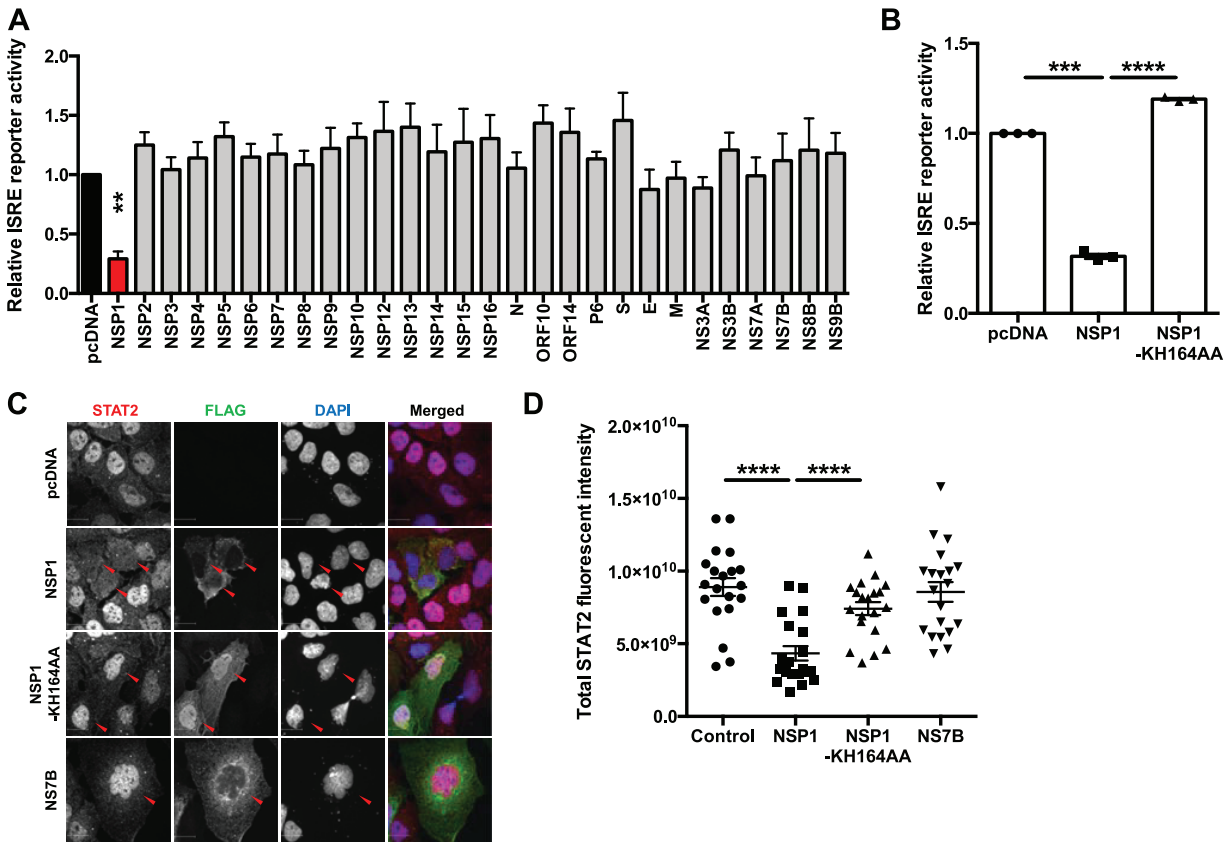 A
Relative ISRE reporter activity
2.0
1.5
1.0
0.5
0.0
**
pcDNA
NSP1
NSP2
NSP3
NSP4
NSP5
NSP6
NSP7
NSP8
NSP9
NSP10
NSP12
NSP13
NSP14
NSP15
NSP16
N
ORF10
ORF14
P6
S
E
M
NS3A
NS3B
NS7A
NS7B
NS8B
NS9B
B
Relative ISRE reporter activity
1.5
1.0
0.5
0.0
*** ****
pcDNA NSP1 NSP1
-KH164AA
C
STAT2 FLAG DAPI Merged
pcDNA
NSP1
NSP1
-KH164AA
NS7B
D
Total STAT2 fluorescent intensity
2.0×10¹⁰
1.5×10¹⁰
1.0×10¹⁰
5.0×10⁹
0.0
**** ****
Control NSP1 NSP1 NS7B
-KH164AA